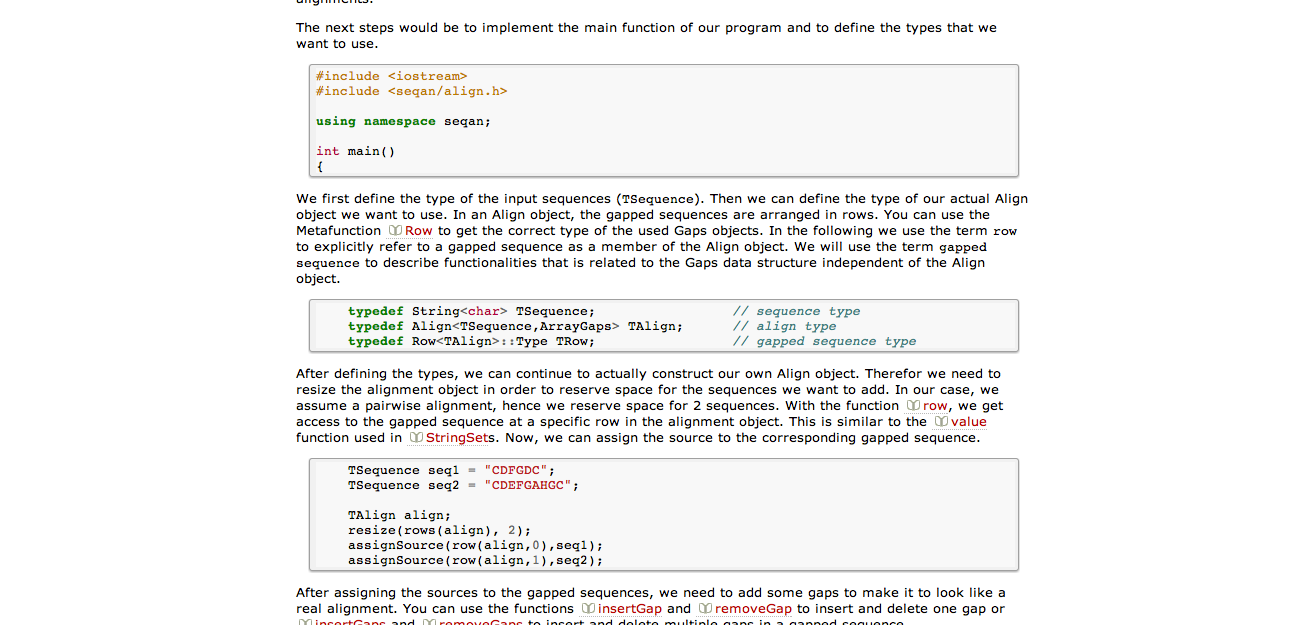 alignments.
The next steps would be to implement the main function of our program and to define the types that we
want to use.
#include <iostream>
#include <seqan/align.h>
using namespace seqan;
int main()
{
We first define the type of the input sequences (TSequence). Then we can define the type of our actual Align
object we want to use. In an Align object, the gapped sequences are arranged in rows. You can use the
Metafunction Row to get the correct type of the used Gaps objects. In the following we use the term row
to explicitly refer to a gapped sequence as a member of the Align object. We will use the term gapped
sequence to describe functionalities that is related to the Gaps data structure independent of the Align
object.
typedef String<char> TSequence; // sequence type
typedef Align<TSequence,ArrayGaps> TAlign; // align type
typedef Row<TAlign>::Type TRow; // gapped sequence type
After defining the types, we can continue to actually construct our own Align object. Therefor we need to
resize the alignment object in order to reserve space for the sequences we want to add. In our case, we
assume a pairwise alignment, hence we reserve space for 2 sequences. With the function row, we get
access to the gapped sequence at a specific row in the alignment object. This is similar to the value
function used in StringSets. Now, we can assign the source to the corresponding gapped sequence.
TSequence seq1 = "CDFGDC";
TSequence seq2 = "CDEFGAHGC";
TAlign align;
resize(rows(align), 2);
assignSource(row(align,0),seq1);
assignSource(row(align,1),seq2);
After assigning the sources to the gapped sequences, we need to add some gaps to make it to look like a
real alignment. You can use the functions insertGap and removeGap to insert and delete one gap or
insertGaps and removeGaps to insert and delete multiple gaps in a gapped sequence.